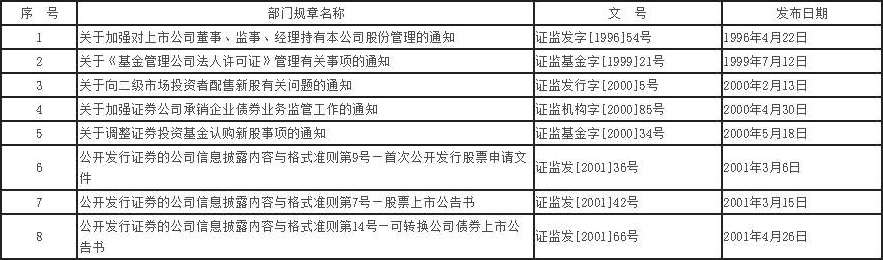 序 号 部门规章名称 文 号 发布日期
1 关于加强对上市公司董事、监事、经理持有本公司股份管理的通知 证监发字[1996]54号 1996年4月22日
2 关于《基金管理公司法人许可证》管理有关事项的通知 证监基金字[1999]21号 1999年7月12日
3 关于向二级市场投资者配售新股有关问题的通知 证监发行字[2000]5号 2000年2月13日
4 关于加强证券公司承销企业债券业务监管工作的通知 证监机构字[2000]85号 2000年4月30日
5 关于调整证券投资基金认购新股事项的通知 证监基金字[2000]34号 2000年5月18日
6 公开发行证券的公司信息披露内容与格式准则第9号－首次公开发行股票申请文 证监发[2001]36号 2001年3月6日
件
7 公开发行证券的公司信息披露内容与格式准则第7号－股票上市公告书 证监发[2001]42号 2001年3月15日
8 公开发行证券的公司信息披露内容与格式准则第14号－可转换公司债券上市公 证监发[2001]66号 2001年4月26日
告书